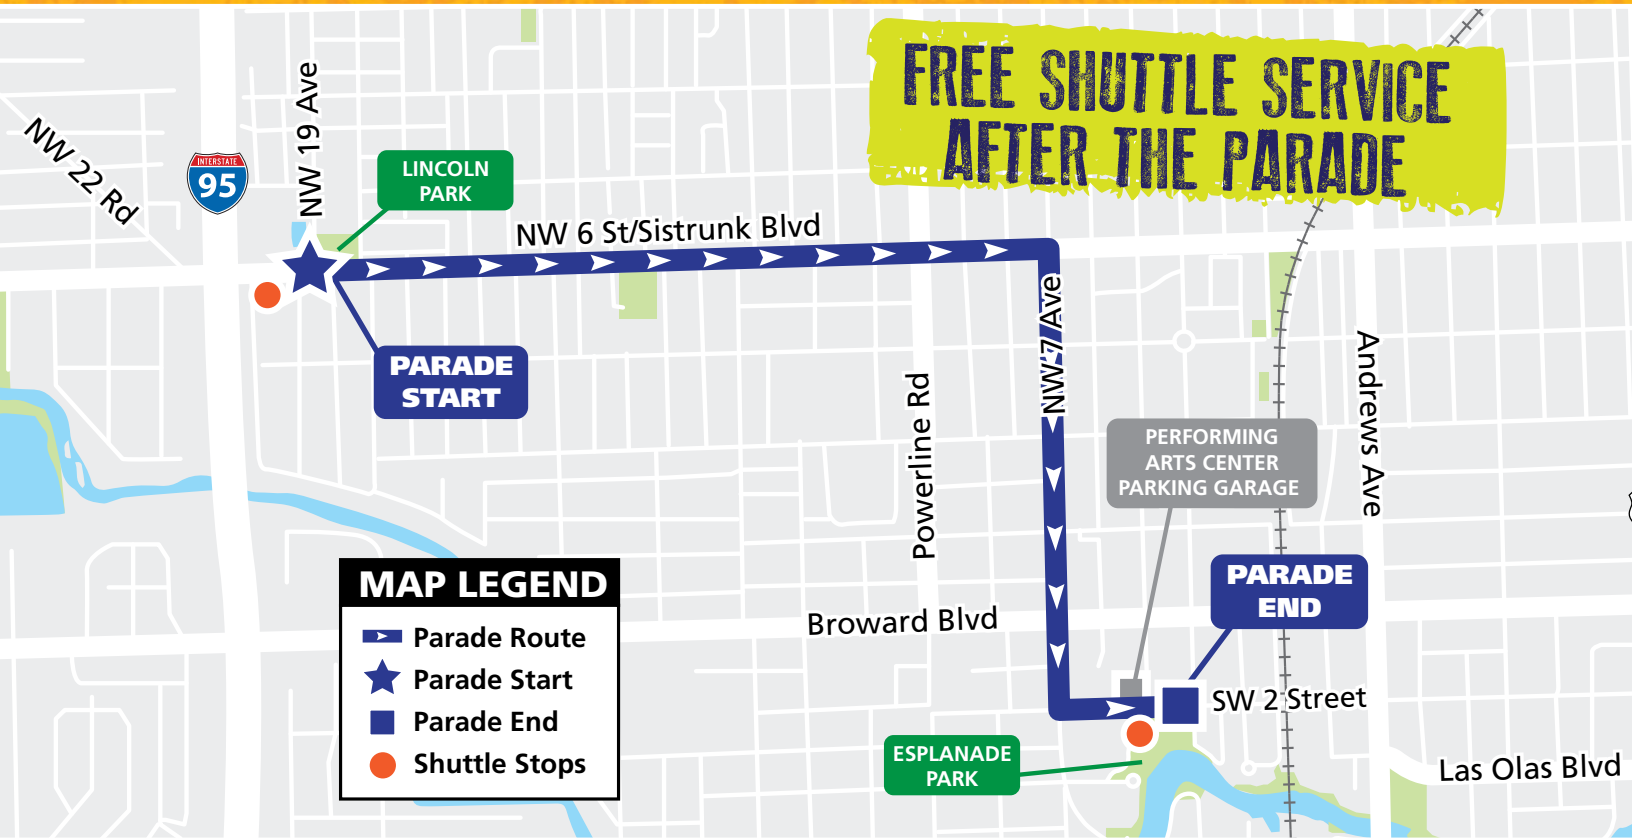 FREE SHUTTLE SERVICE
AFTER THE PARADE
NW 22 Rd
INTERSTATE
95
NW 19 Ave
LINCOLN
PARK
NW 6 St/Sistrunk Blvd
PARADE
START
NW 7 Ave
Powerline Rd
Andrews Ave
PERFORMING
ARTS CENTER
PARKING GARAGE
PARADE
END
Broward Blvd
SW 2 Street
ESPLANADE
PARK
Las Olas Blvd
MAP LEGEND
Parade Route
Parade Start
Parade End
Shuttle Stops